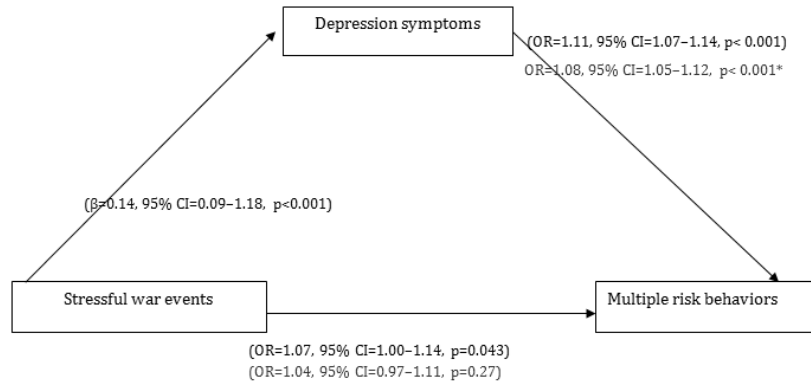 Depression symptoms
(OR=1.11, 95% CI=1.07–1.14, p< 0.001)
OR=1.08, 95% CI=1.05–1.12, p< 0.001*
(β=0.14, 95% CI=0.09–1.18, p<0.001)
Stressful war events
Multiple risk behaviors
(OR=1.07, 95% CI=1.00–1.14, p=0.043)
(OR=1.04, 95% CI=0.97–1.11, p=0.27)